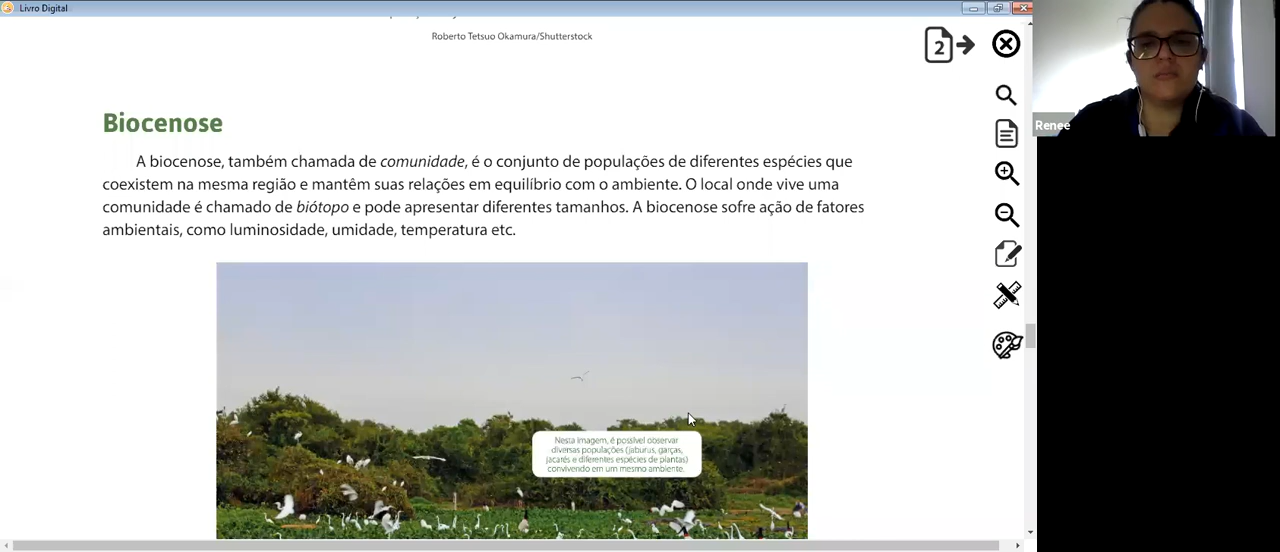 Livro Digital
Roberto Tetsuo Okamura/Shutterstock
2
Biocenose
A biocenose, também chamada de comunidade, é o conjunto de populações de diferentes espécies que
coexistem na mesma região e mantêm suas relações em equilíbrio com o ambiente. O local onde vive uma
comunidade é chamado de biótopo e pode apresentar diferentes tamanhos. A biocenose sofre ação de fatores
ambientais, como luminosidade, umidade, temperatura etc.
Nesta imagem, é possível observar
diversas populações (jaburus, garças,
jacarés e diferentes espécies de plantas)
convivendo em um mesmo ambiente.
Renee